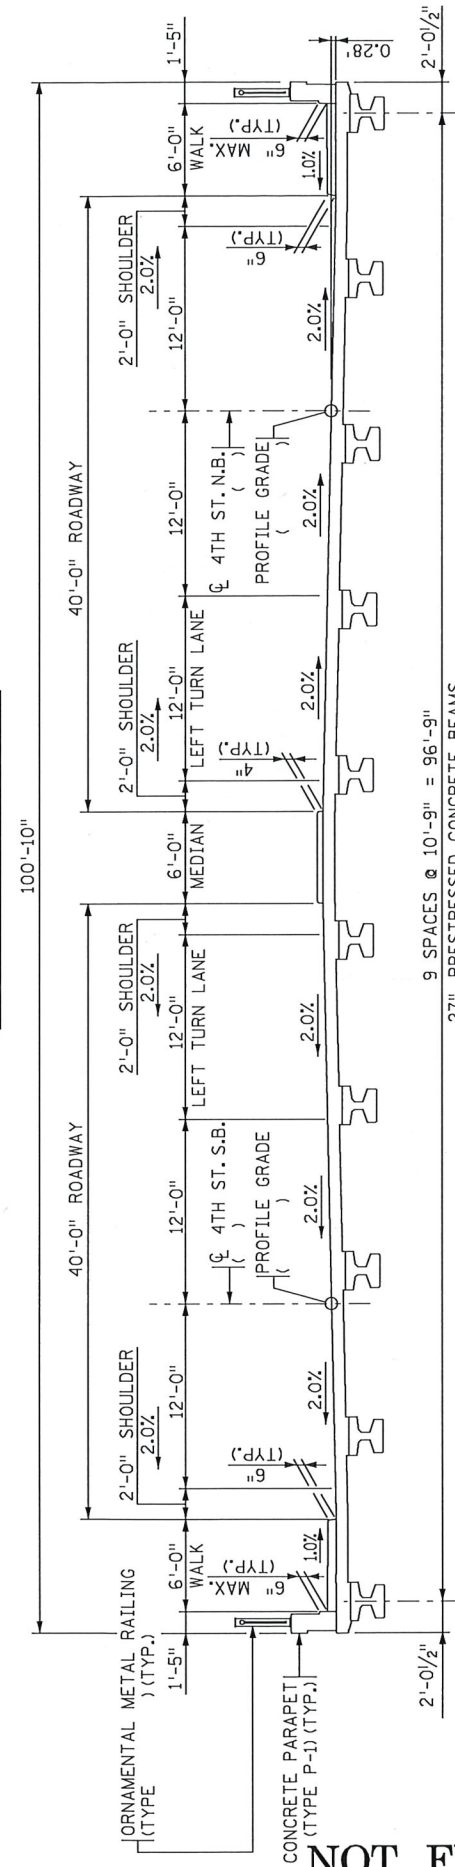 100'-10"
40'-0" ROADWAY
40'-0" ROADWAY
ORNAMENTAL METAL RAILING
(TYPE ) (TYP.)
2'-0" SHOULDER
2.0%
2'-0" SHOULDER
2.0%
2'-0" SHOULDER
2.0%
2'-0" SHOULDER
2.0%
1'-5"
6'-0"
WALK
12'-0"
12'-0"
12'-0"
LEFT TURN LANE
6'-0"
MEDIAN
12'-0"
LEFT TURN LANE
12'-0"
12'-0"
6'-0"
WALK
1'-5"
6" MAX.
(TYP.)
6"
(TYP.)
℄ 4TH ST. S.B.
( )
PROFILE GRADE
( )
4"
(TYP.)
℄ 4TH ST. N.B.
( )
PROFILE GRADE
( )
6"
(TYP.)
6" MAX.
(TYP.)
CONCRETE PARAPET
(TYPE P-1) (TYP.)
1.0%
2.0%
2.0%
2.0%
2.0%
2.0%
2.0%
1.0%
0.28'
2'-0½"
9 SPACES @ 10'-9" = 96'-9"
2'-0½"
PRESTRESSED CONCRETE BEAMS
NOT